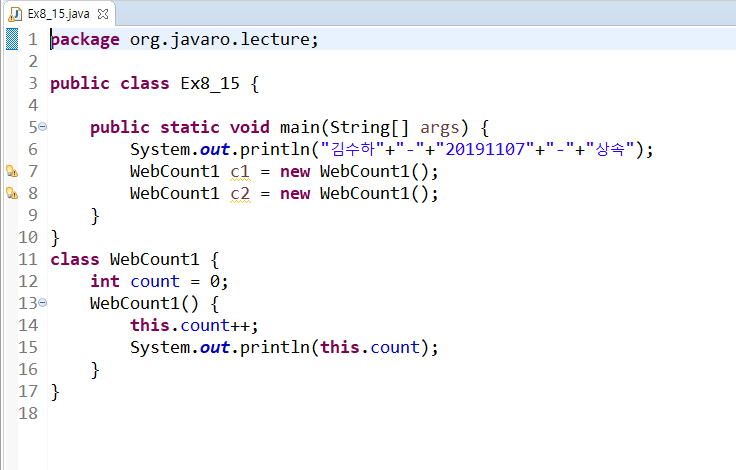 Ex8_15.java
1 package org.javaro.lecture;
2
3 public class Ex8_15 {
4
5 public static void main(String[] args) {
6 System.out.println("김수하"+"-"+"20191107"+"-"+"상속");
7 WebCount1 c1 = new WebCount1();
8 WebCount1 c2 = new WebCount1();
9 }
10 }
11 class WebCount1 {
12 int count = 0;
13 WebCount1() {
14 this.count++;
15 System.out.println(this.count);
16 }
17 }
18